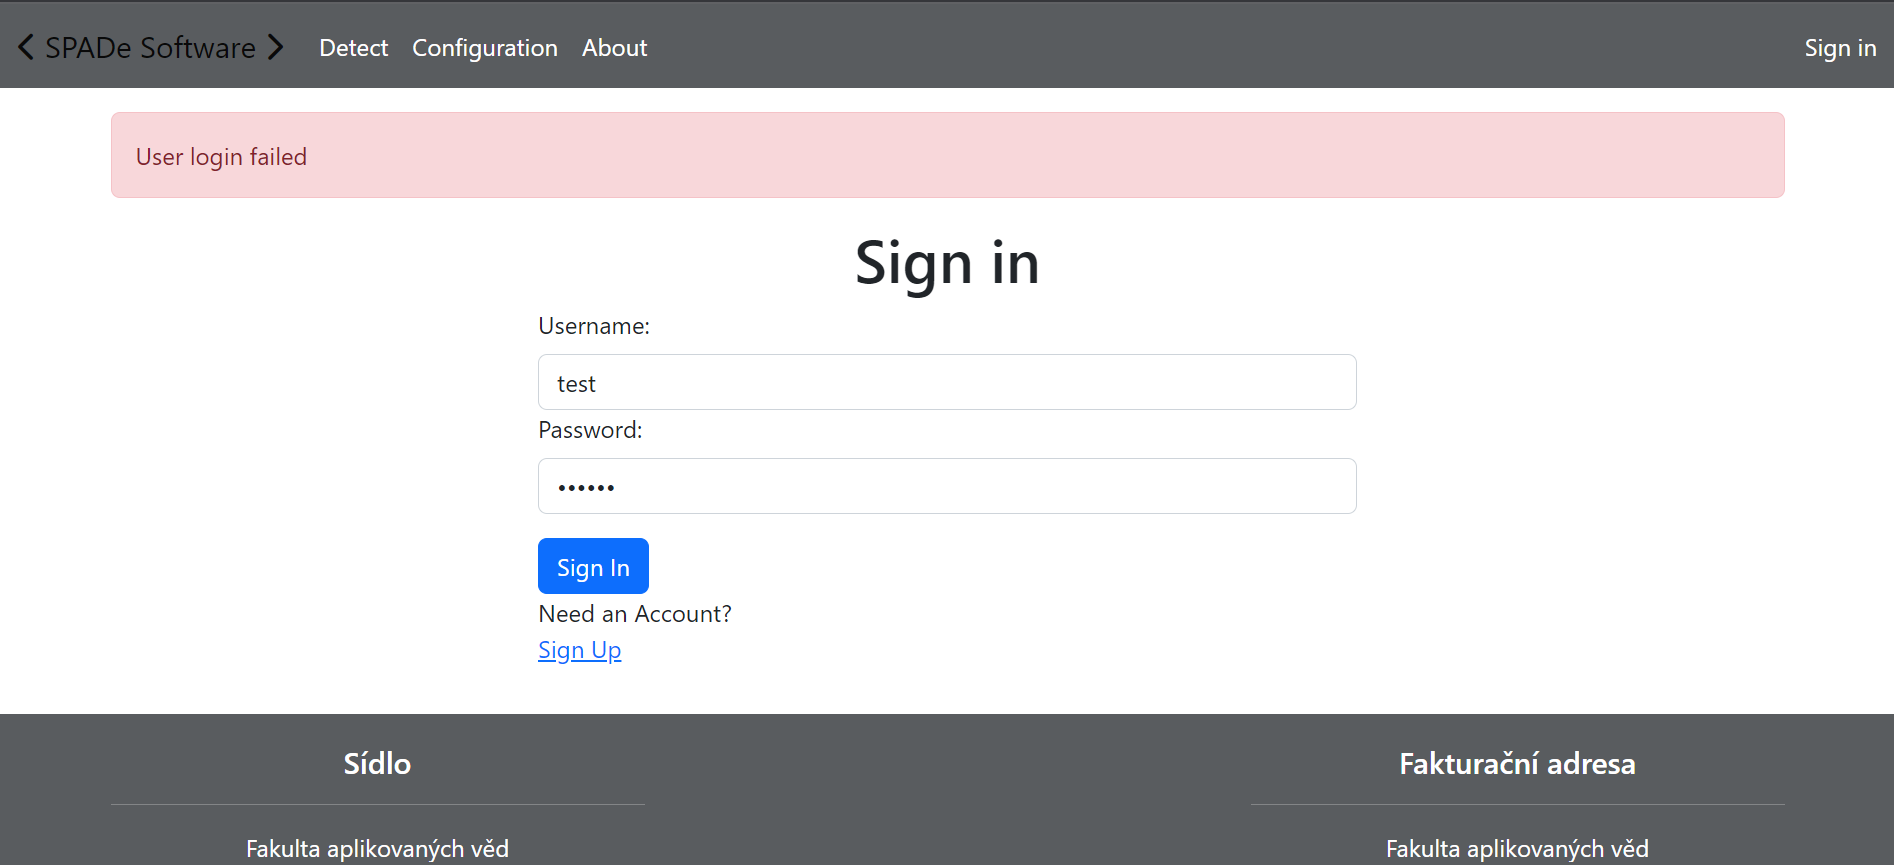 SPADe Software Detect Configuration About Sign in
User login failed
Sign in
Username:
test
Password:
••••••
Sign In
Need an Account?
Sign Up
Sídlo
Fakulta aplikovaných věd
Fakturační adresa
Fakulta aplikovaných věd